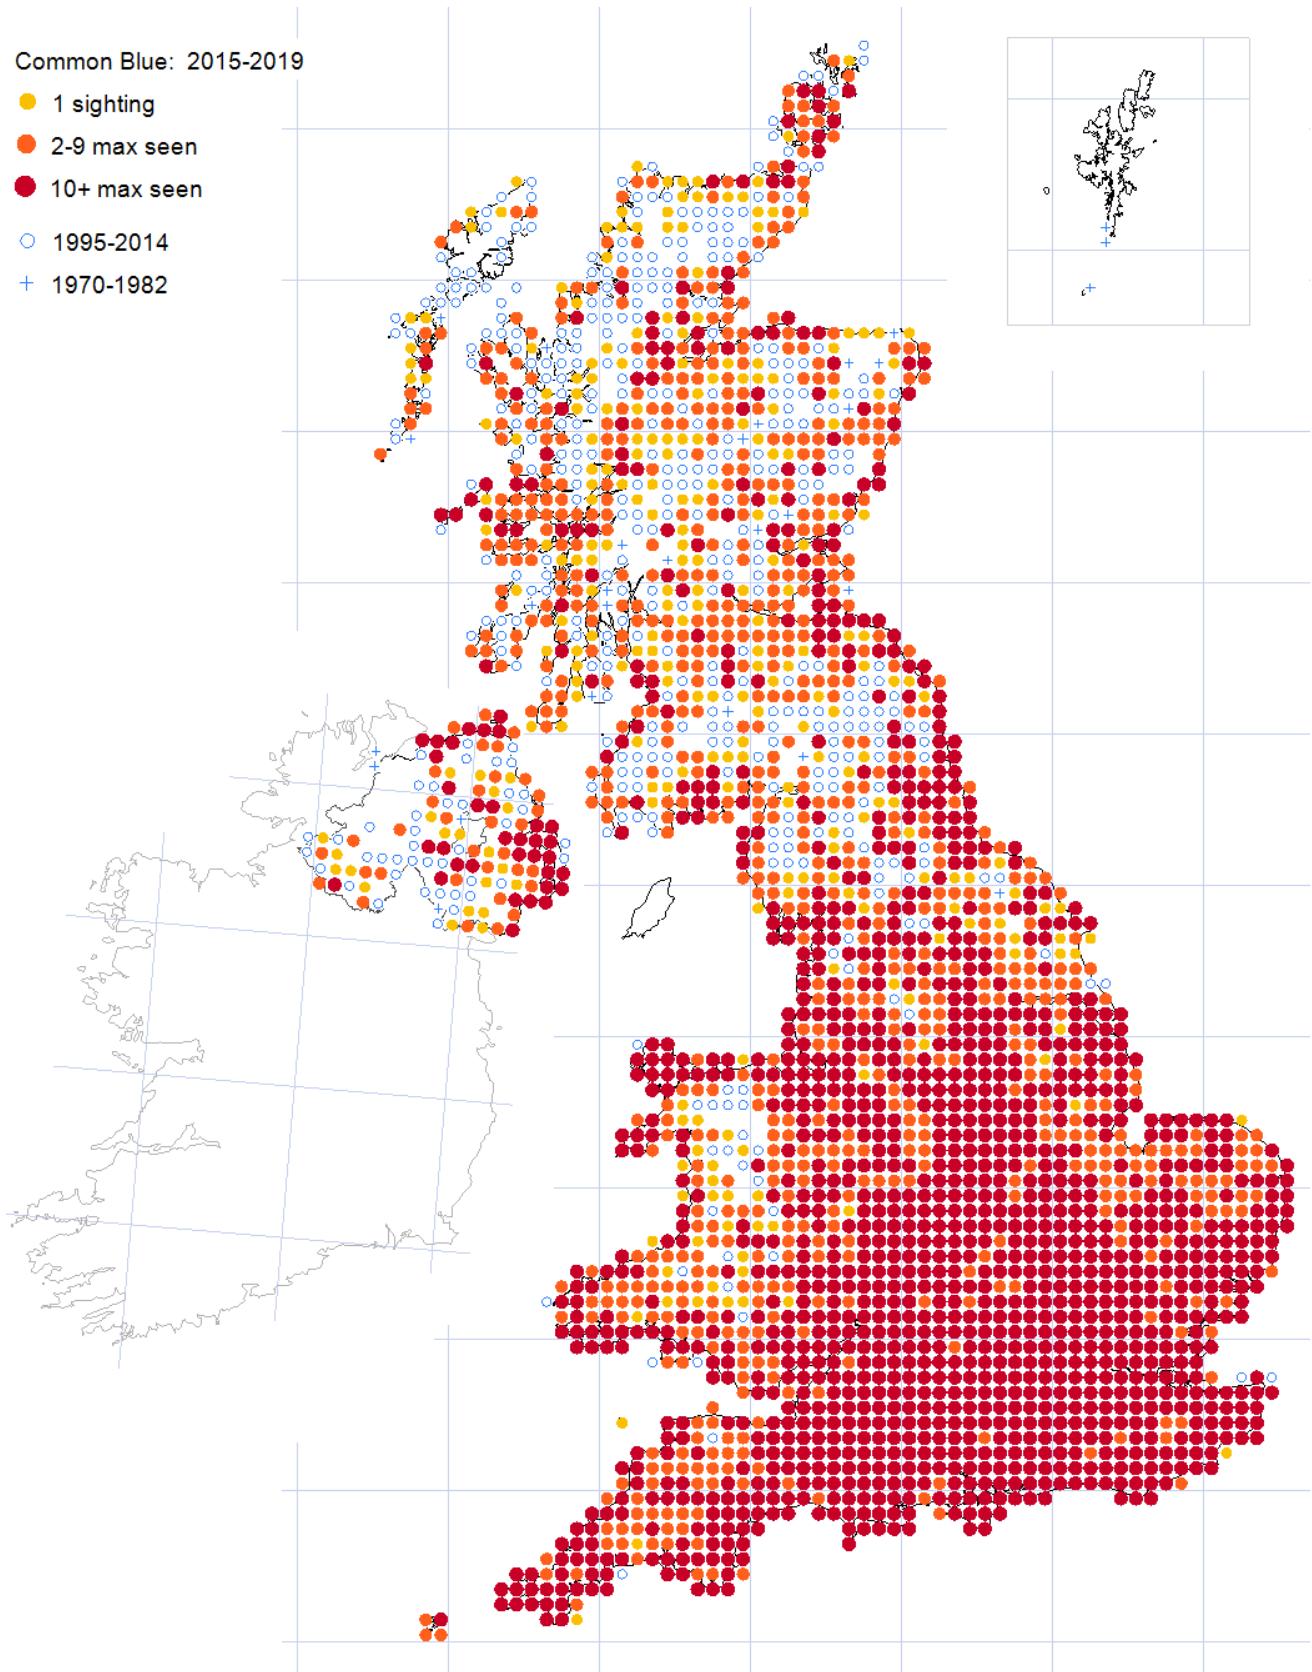 Common Blue: 2015-2019
1 sighting
2-9 max seen
10+ max seen
1995-2014
1970-1982